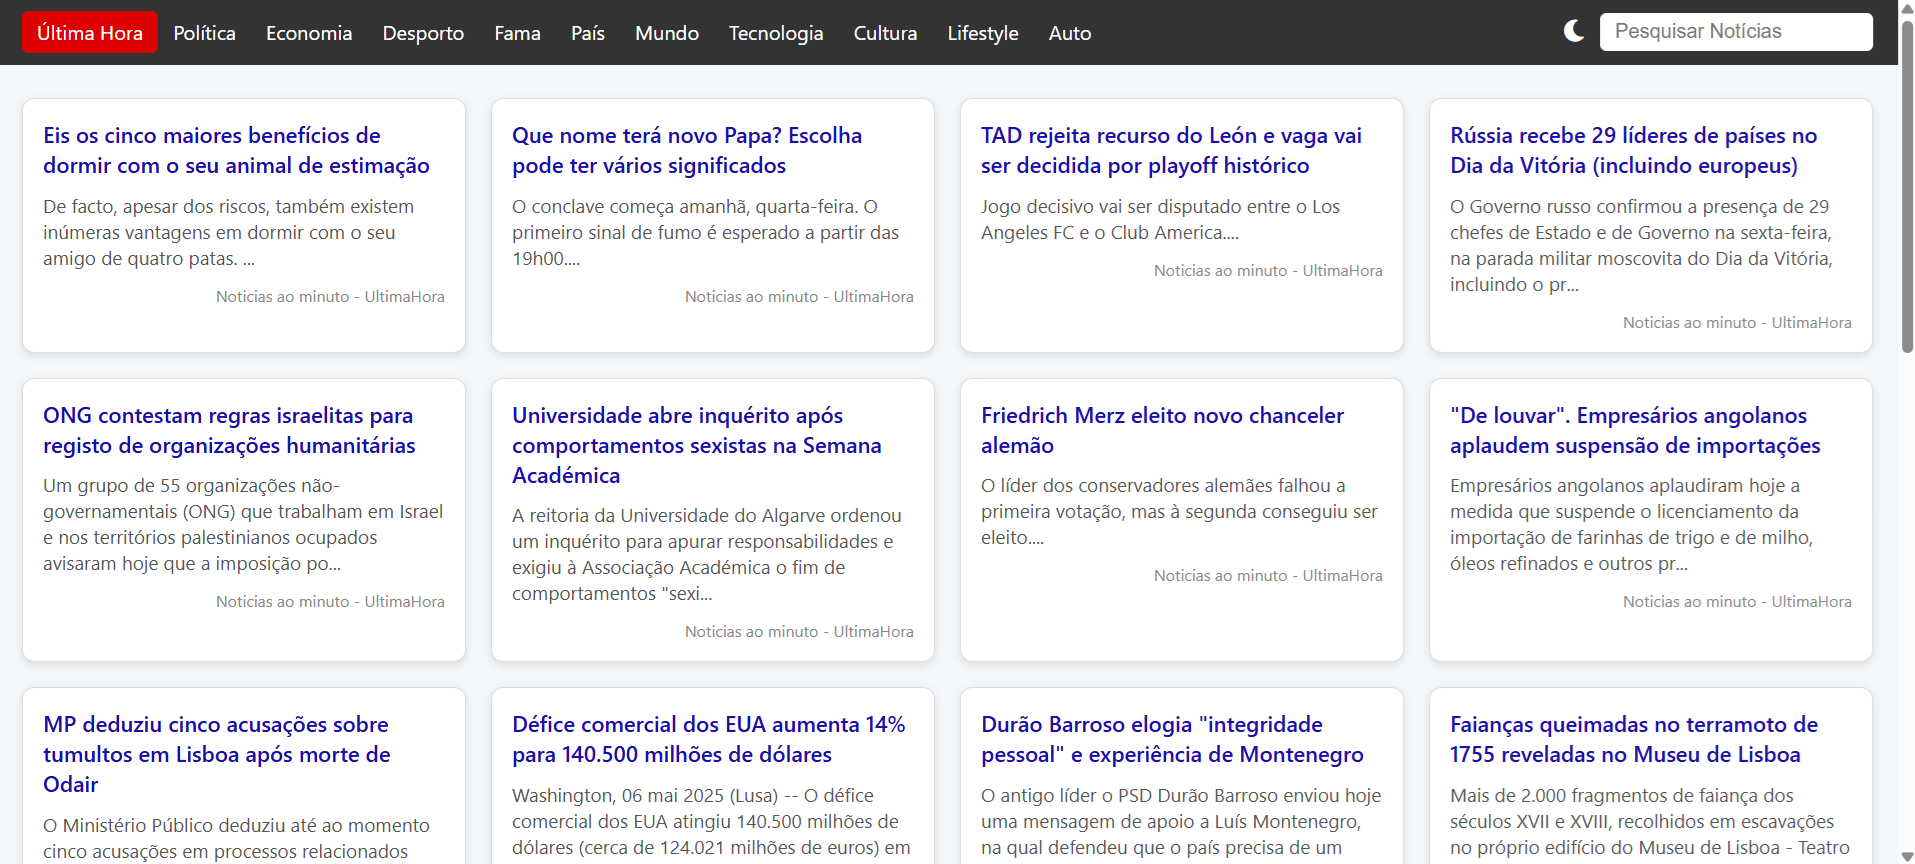 Última Hora Política Economia Desporto Fama País Mundo Tecnologia Cultura Lifestyle Auto Pesquisar Notícias
Eis os cinco maiores benefícios de
dormir com o seu animal de estimação
De facto, apesar dos riscos, também existem
inúmeras vantagens em dormir com o seu
amigo de quatro patas. ...
Noticias ao minuto - UltimaHora
Que nome terá novo Papa? Escolha
pode ter vários significados
O conclave começa amanhã, quarta-feira. O
primeiro sinal de fumo é esperado a partir das
19h00....
Noticias ao minuto - UltimaHora
TAD rejeita recurso do León e vaga vai
ser decidida por playoff histórico
Jogo decisivo vai ser disputado entre o Los
Angeles FC e o Club America....
Noticias ao minuto - UltimaHora
Rússia recebe 29 líderes de países no
Dia da Vitória (incluindo europeus)
O Governo russo confirmou a presença de 29
chefes de Estado e de Governo na sexta-feira,
na parada militar moscovita do Dia da Vitória,
incluindo o pr...
Noticias ao minuto - UltimaHora
ONG contestam regras israelitas para
registo de organizações humanitárias
Um grupo de 55 organizações não-
governamentais (ONG) que trabalham em Israel
e nos territórios palestinianos ocupados
avisaram hoje que a imposição po...
Noticias ao minuto - UltimaHora
Universidade abre inquérito após
comportamentos sexistas na Semana
Académica
A reitoria da Universidade do Algarve ordenou
um inquérito para apurar responsabilidades e
exigiu à Associação Académica o fim de
comportamentos "sexi...
Noticias ao minuto - UltimaHora
Friedrich Merz eleito novo chanceler
alemão
O líder dos conservadores alemães falhou a
primeira votação, mas à segunda conseguiu ser
eleito....
Noticias ao minuto - UltimaHora
"De louvar". Empresários angolanos
aplaudem suspensão de importações
Empresários angolanos aplaudiram hoje a
medida que suspende o licenciamento da
importação de farinhas de trigo e de milho,
óleos refinados e outros pr...
Noticias ao minuto - UltimaHora
MP deduziu cinco acusações sobre
tumultos em Lisboa após morte de
Odair
O Ministério Público deduziu até ao momento
cinco acusações em processos relacionados
Défice comercial dos EUA aumenta 14%
para 140.500 milhões de dólares
Washington, 06 mai 2025 (Lusa) -- O défice
comercial dos EUA atingiu 140.500 milhões de
dólares (cerca de 124.021 milhões de euros) em
Durão Barroso elogia "integridade
pessoal" e experiência de Montenegro
O antigo líder o PSD Durão Barroso enviou hoje
uma mensagem de apoio a Luís Montenegro,
na qual defendeu que o país precisa de um
Faianças queimadas no terramoto de
1755 reveladas no Museu de Lisboa
Mais de 2.000 fragmentos de faiança dos
séculos XVII e XVIII, recolhidos em escavações
no próprio edifício do Museu de Lisboa - Teatro